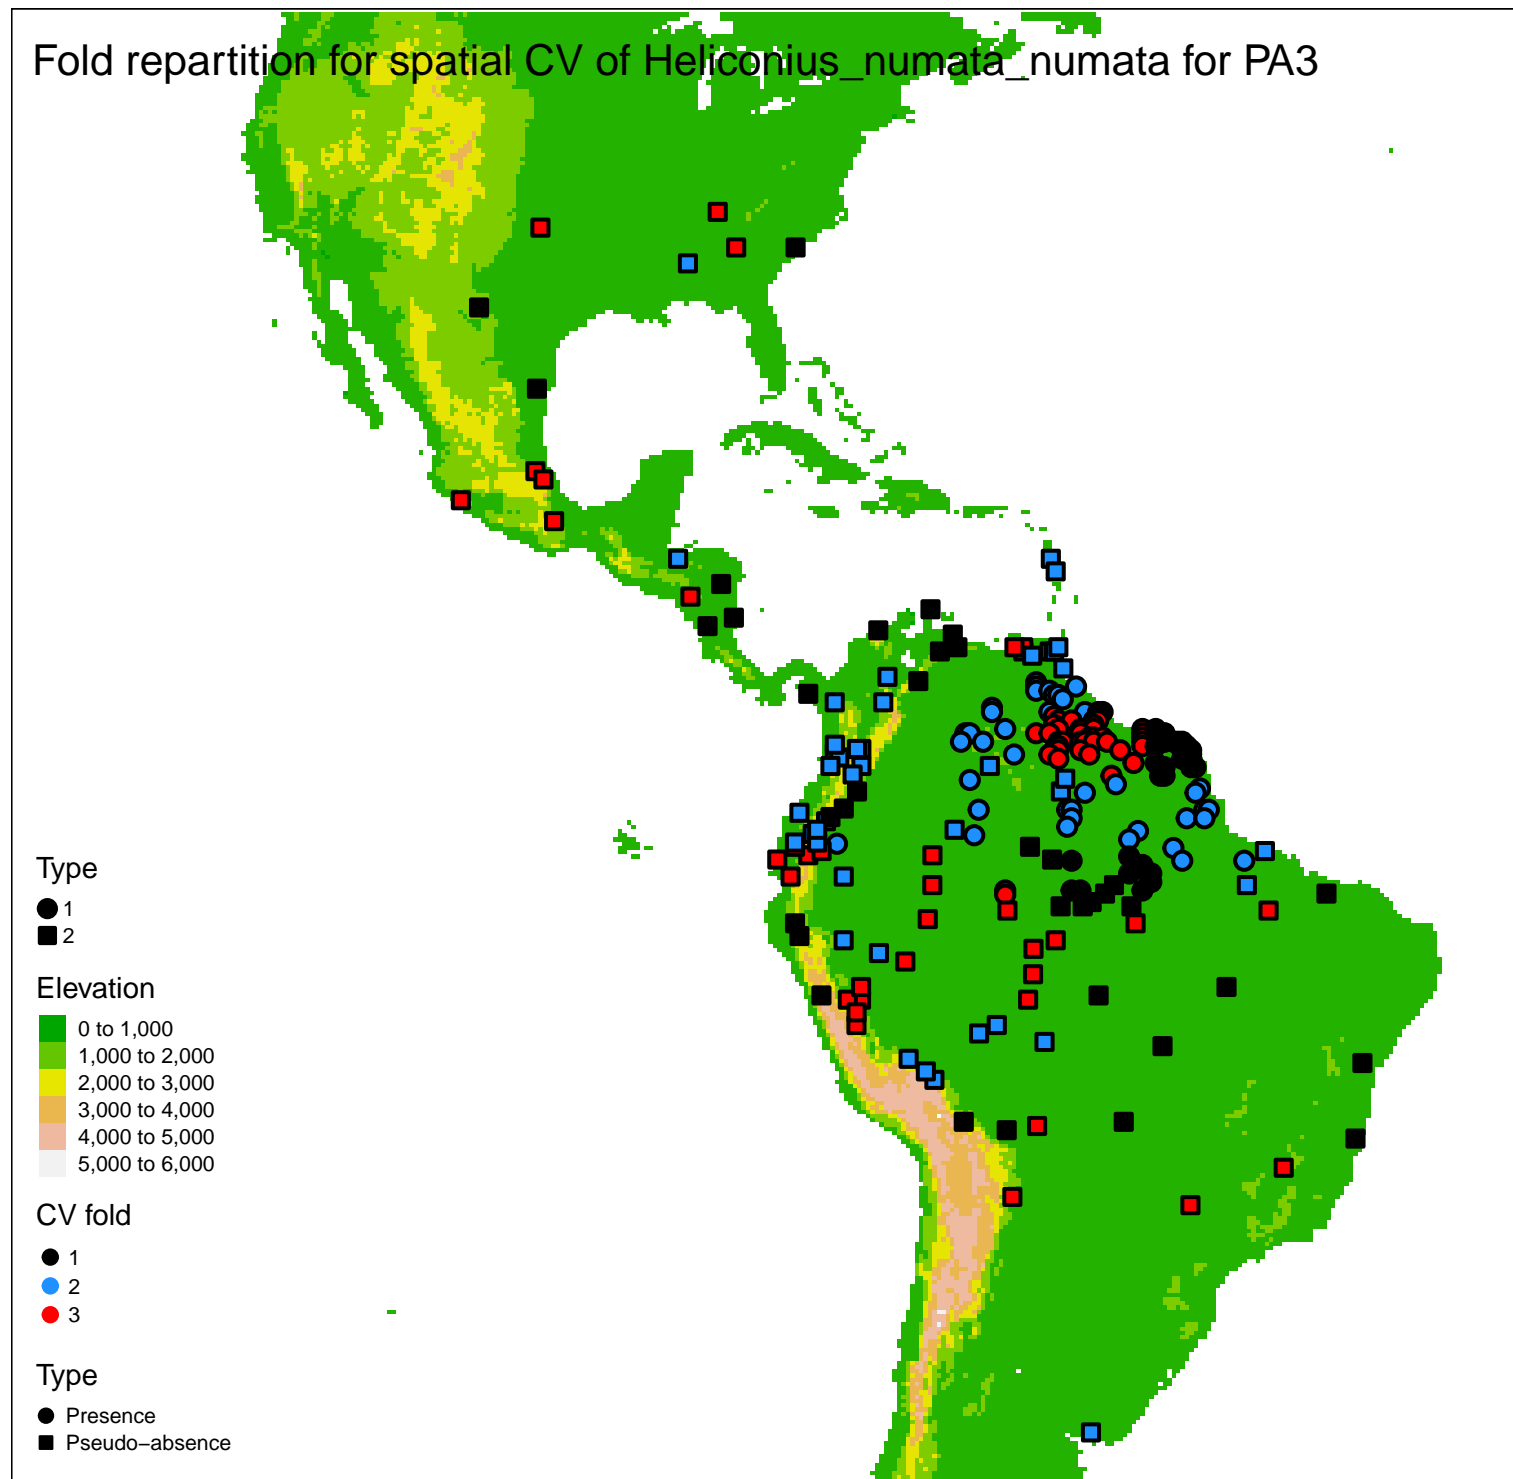 Fold repartition for spatial CV of Heliconius_numata_numata for PA3
Type
1
2
Elevation
0 to 1,000
1,000 to 2,000
2,000 to 3,000
3,000 to 4,000
4,000 to 5,000
5,000 to 6,000
CV fold
1
2
3
Type
Presence
Pseudo−absence